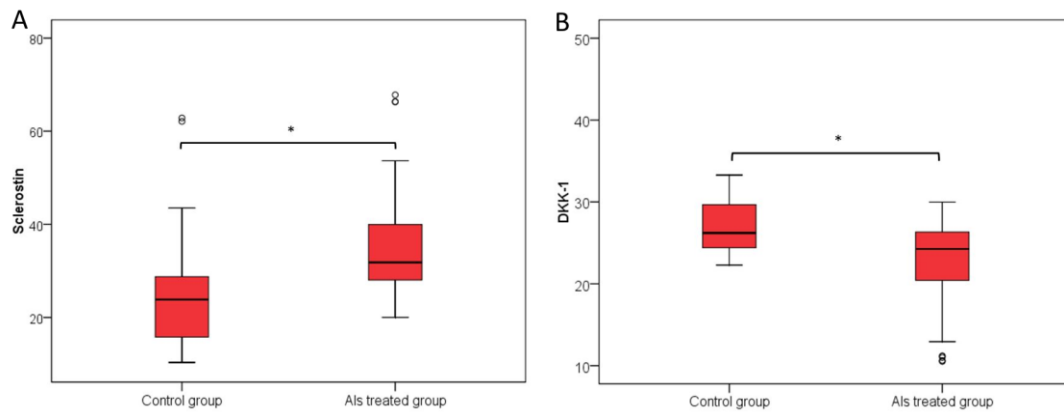 A
80
60
40
20
Sclerostin
*
Control group
AIs treated group
B
50
40
30
20
10
DKK-1
*
Control group
AIs treated group